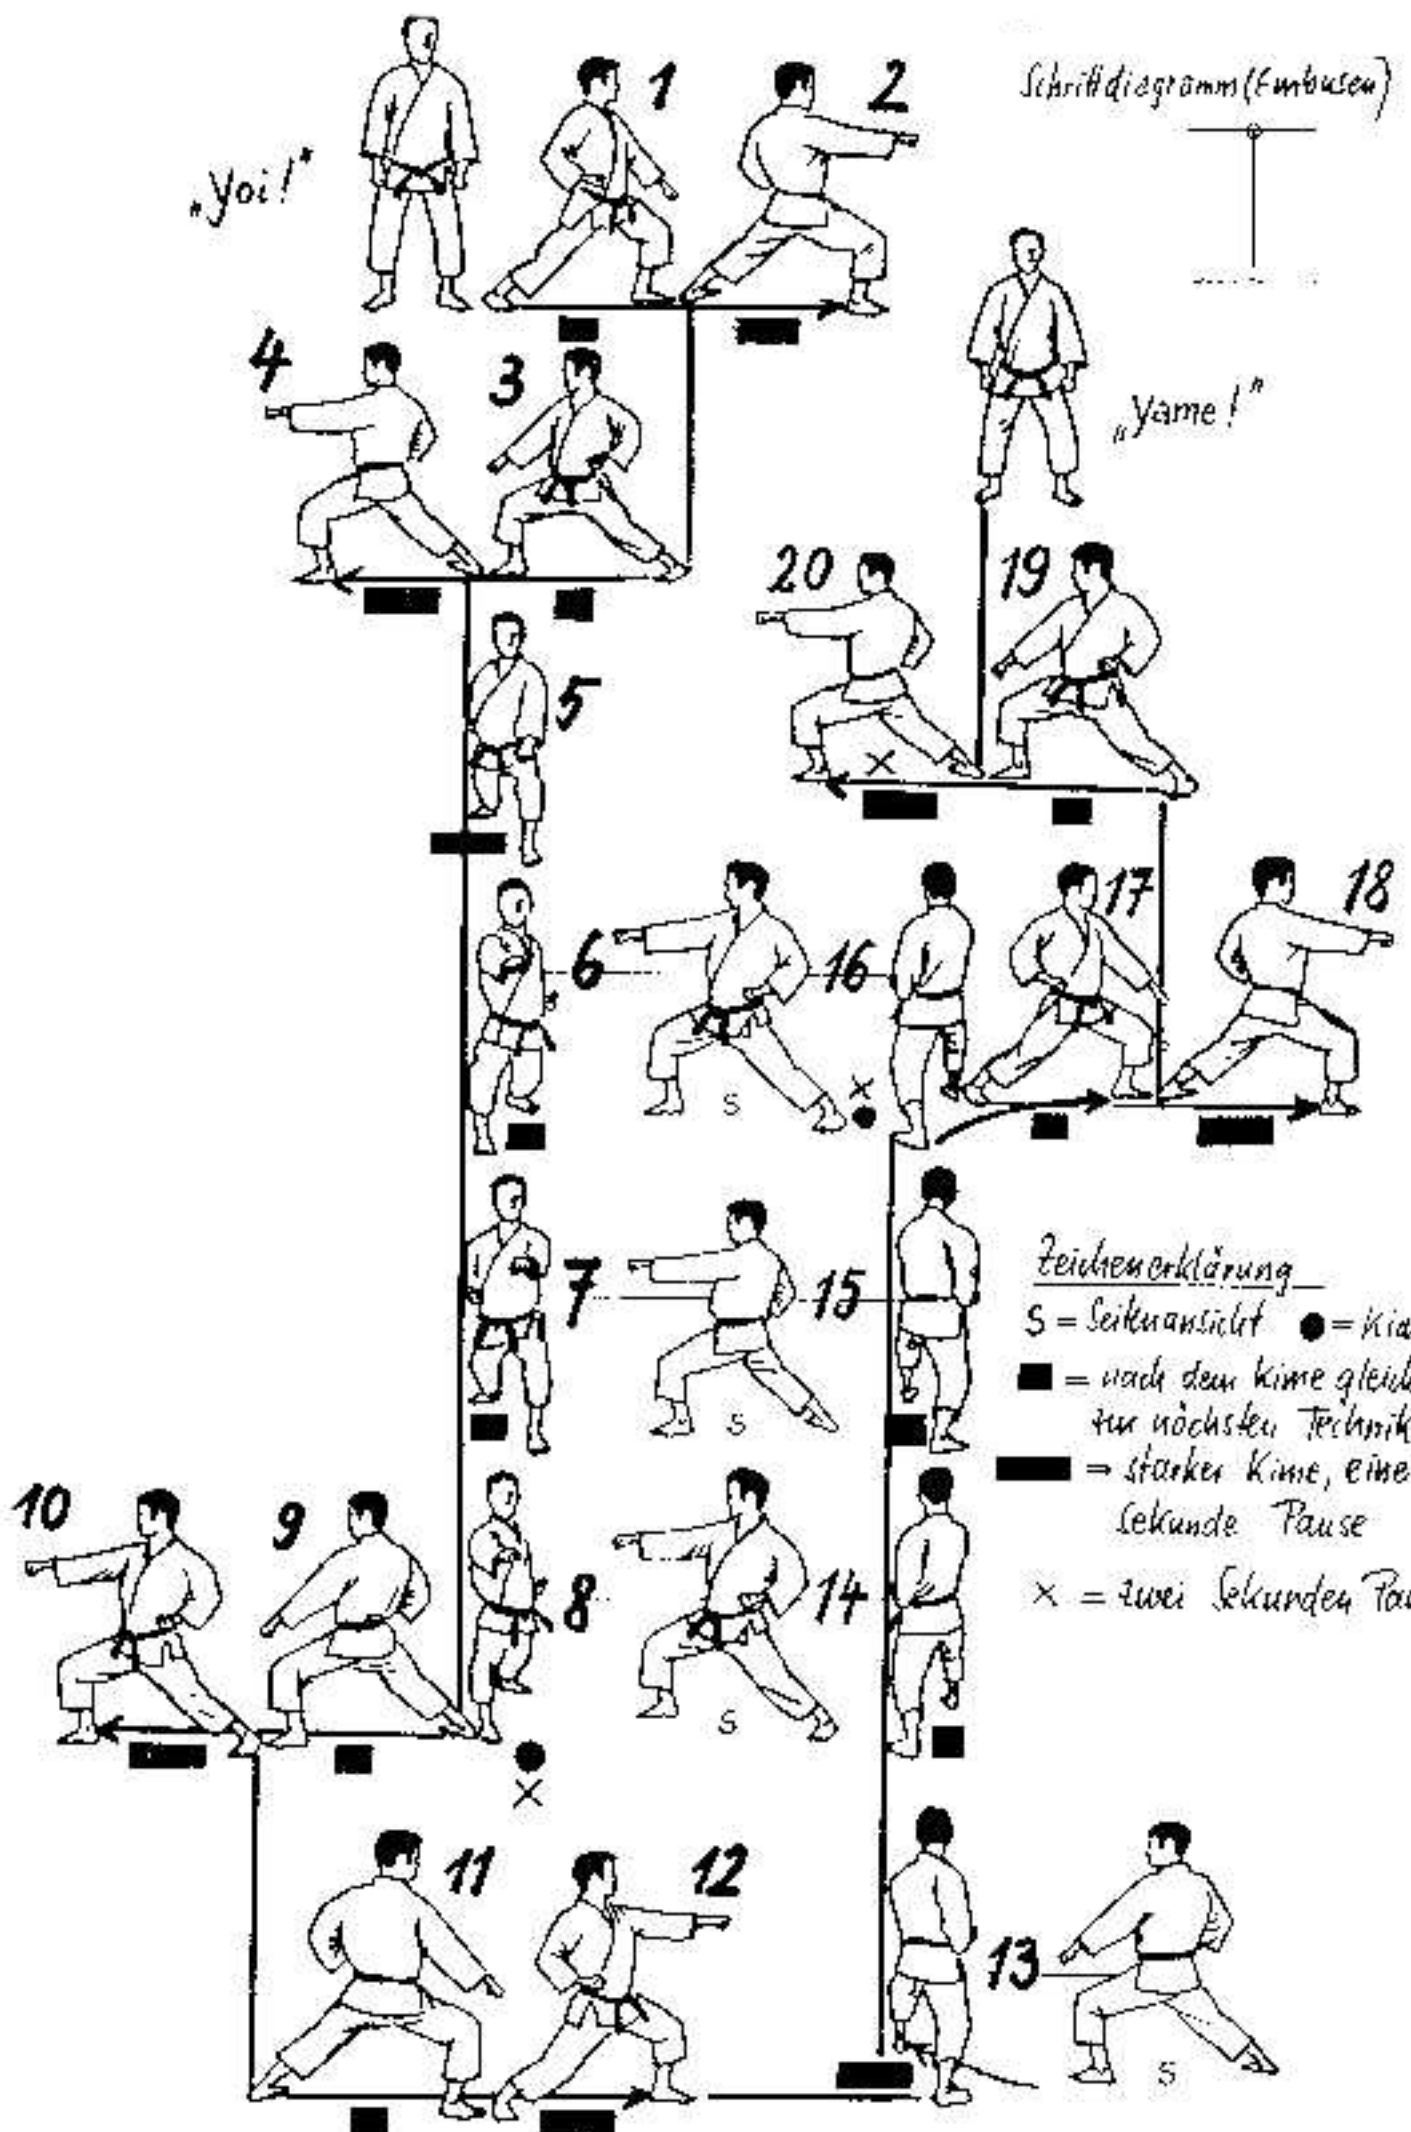 1
2
Schrittdiagramm (Embusen)
„Yoi!"
4
3
„Yame!"
20
19
5
17
18
6
16
S
X
7
15
Zeichenerklärung
S = Seitenansicht ● = Kia
S
■ = nach dem Kime gleich
zur nächsten Technik
= starker Kime, eine
Sekunde Pause
10
9
8
14
X = zwei Sekunden Pau
S
X
11
12
13
S